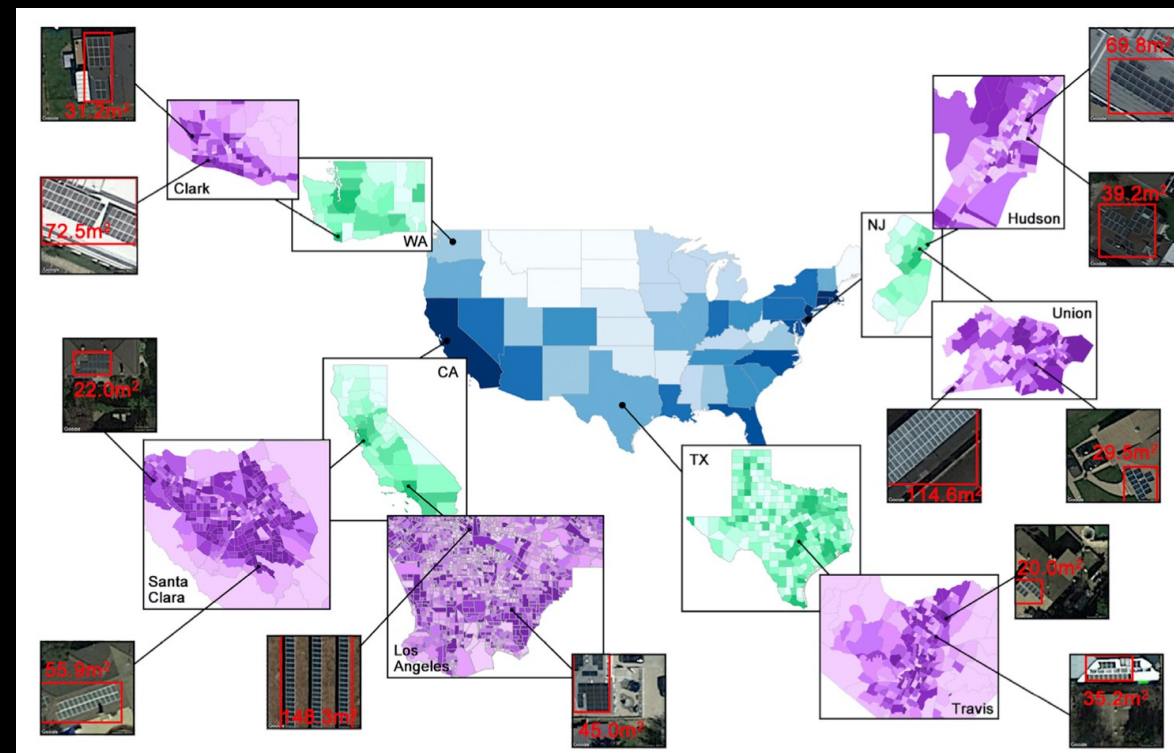 31.2m²
69.8m²
Clark
72.5m²
WA
NJ
Hudson
39.2m²
Union
CA
22.0m²
TX
114.6m²
29.5m²
Santa
Clara
Los
Angeles
20.0m²
55.9m²
148.3m²
45.0m²
Travis
35.2m²
Google